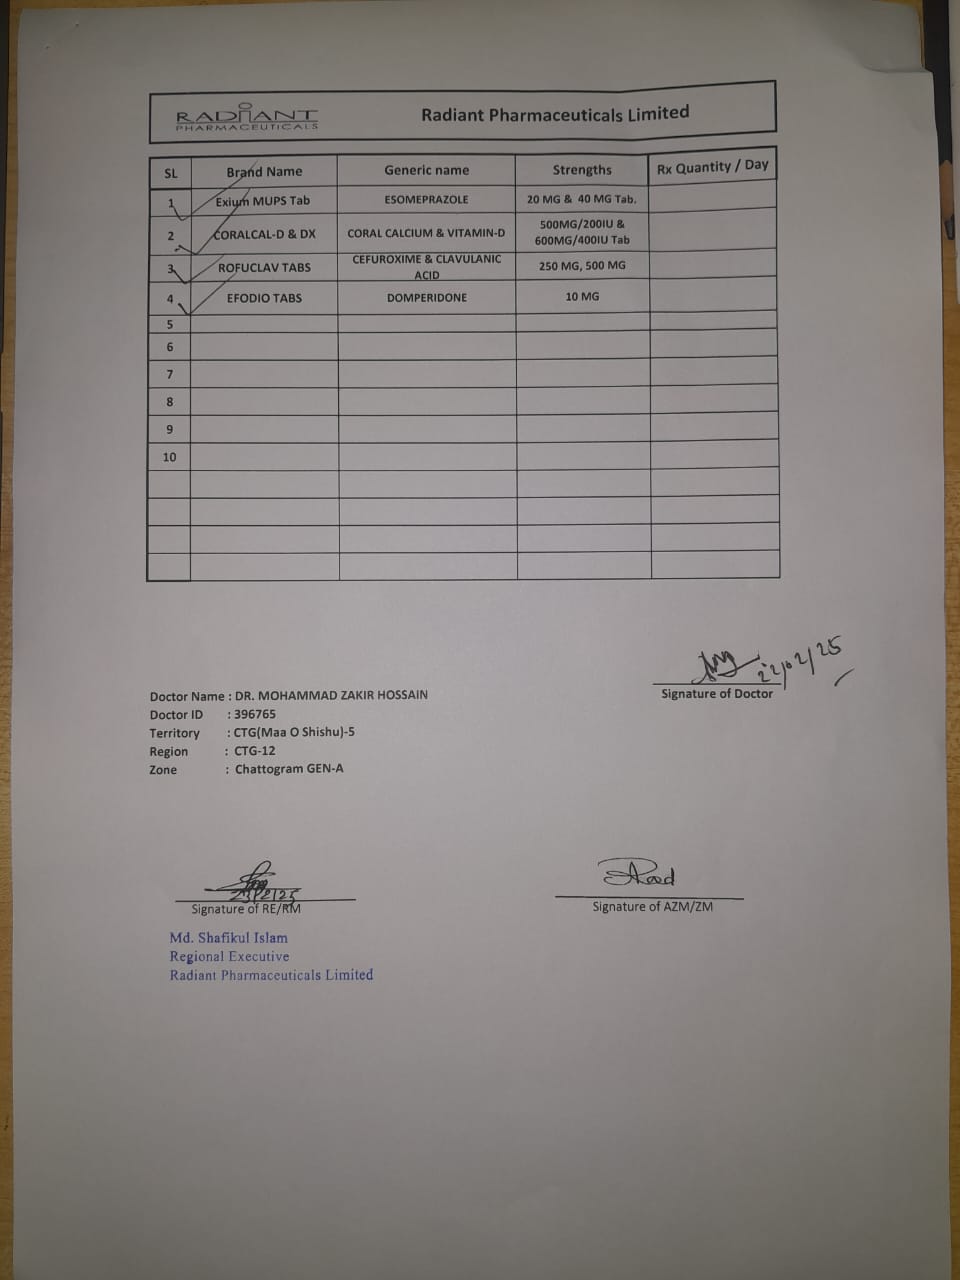 RADIANT
PHARMACEUTICALS
Radiant Pharmaceuticals Limited
SL Brand Name Generic name Strengths Rx Quantity / Day
1 Exium MUPS Tab ESOMEPRAZOLE 20 MG & 40 MG Tab.
2 CORALCAL-D & DX CORAL CALCIUM & VITAMIN-D 500MG/200IU &
600MG/400IU Tab
3 ROFUCLAV TABS CEFUROXIME & CLAVULANIC
ACID 250 MG, 500 MG
4 EFODIO TABS DOMPERIDONE 10 MG
5
6
7
8
9
10
22/02/25
Signature of Doctor
Doctor Name : DR. MOHAMMAD ZAKIR HOSSAIN
Doctor ID : 396765
Territory : CTG(Maa O Shishu)-5
Region : CTG-12
Zone : Chattogram GEN-A
Signature of RE/RM
Signature of AZM/ZM
Md. Shafikul Islam
Regional Executive
Radiant Pharmaceuticals Limited